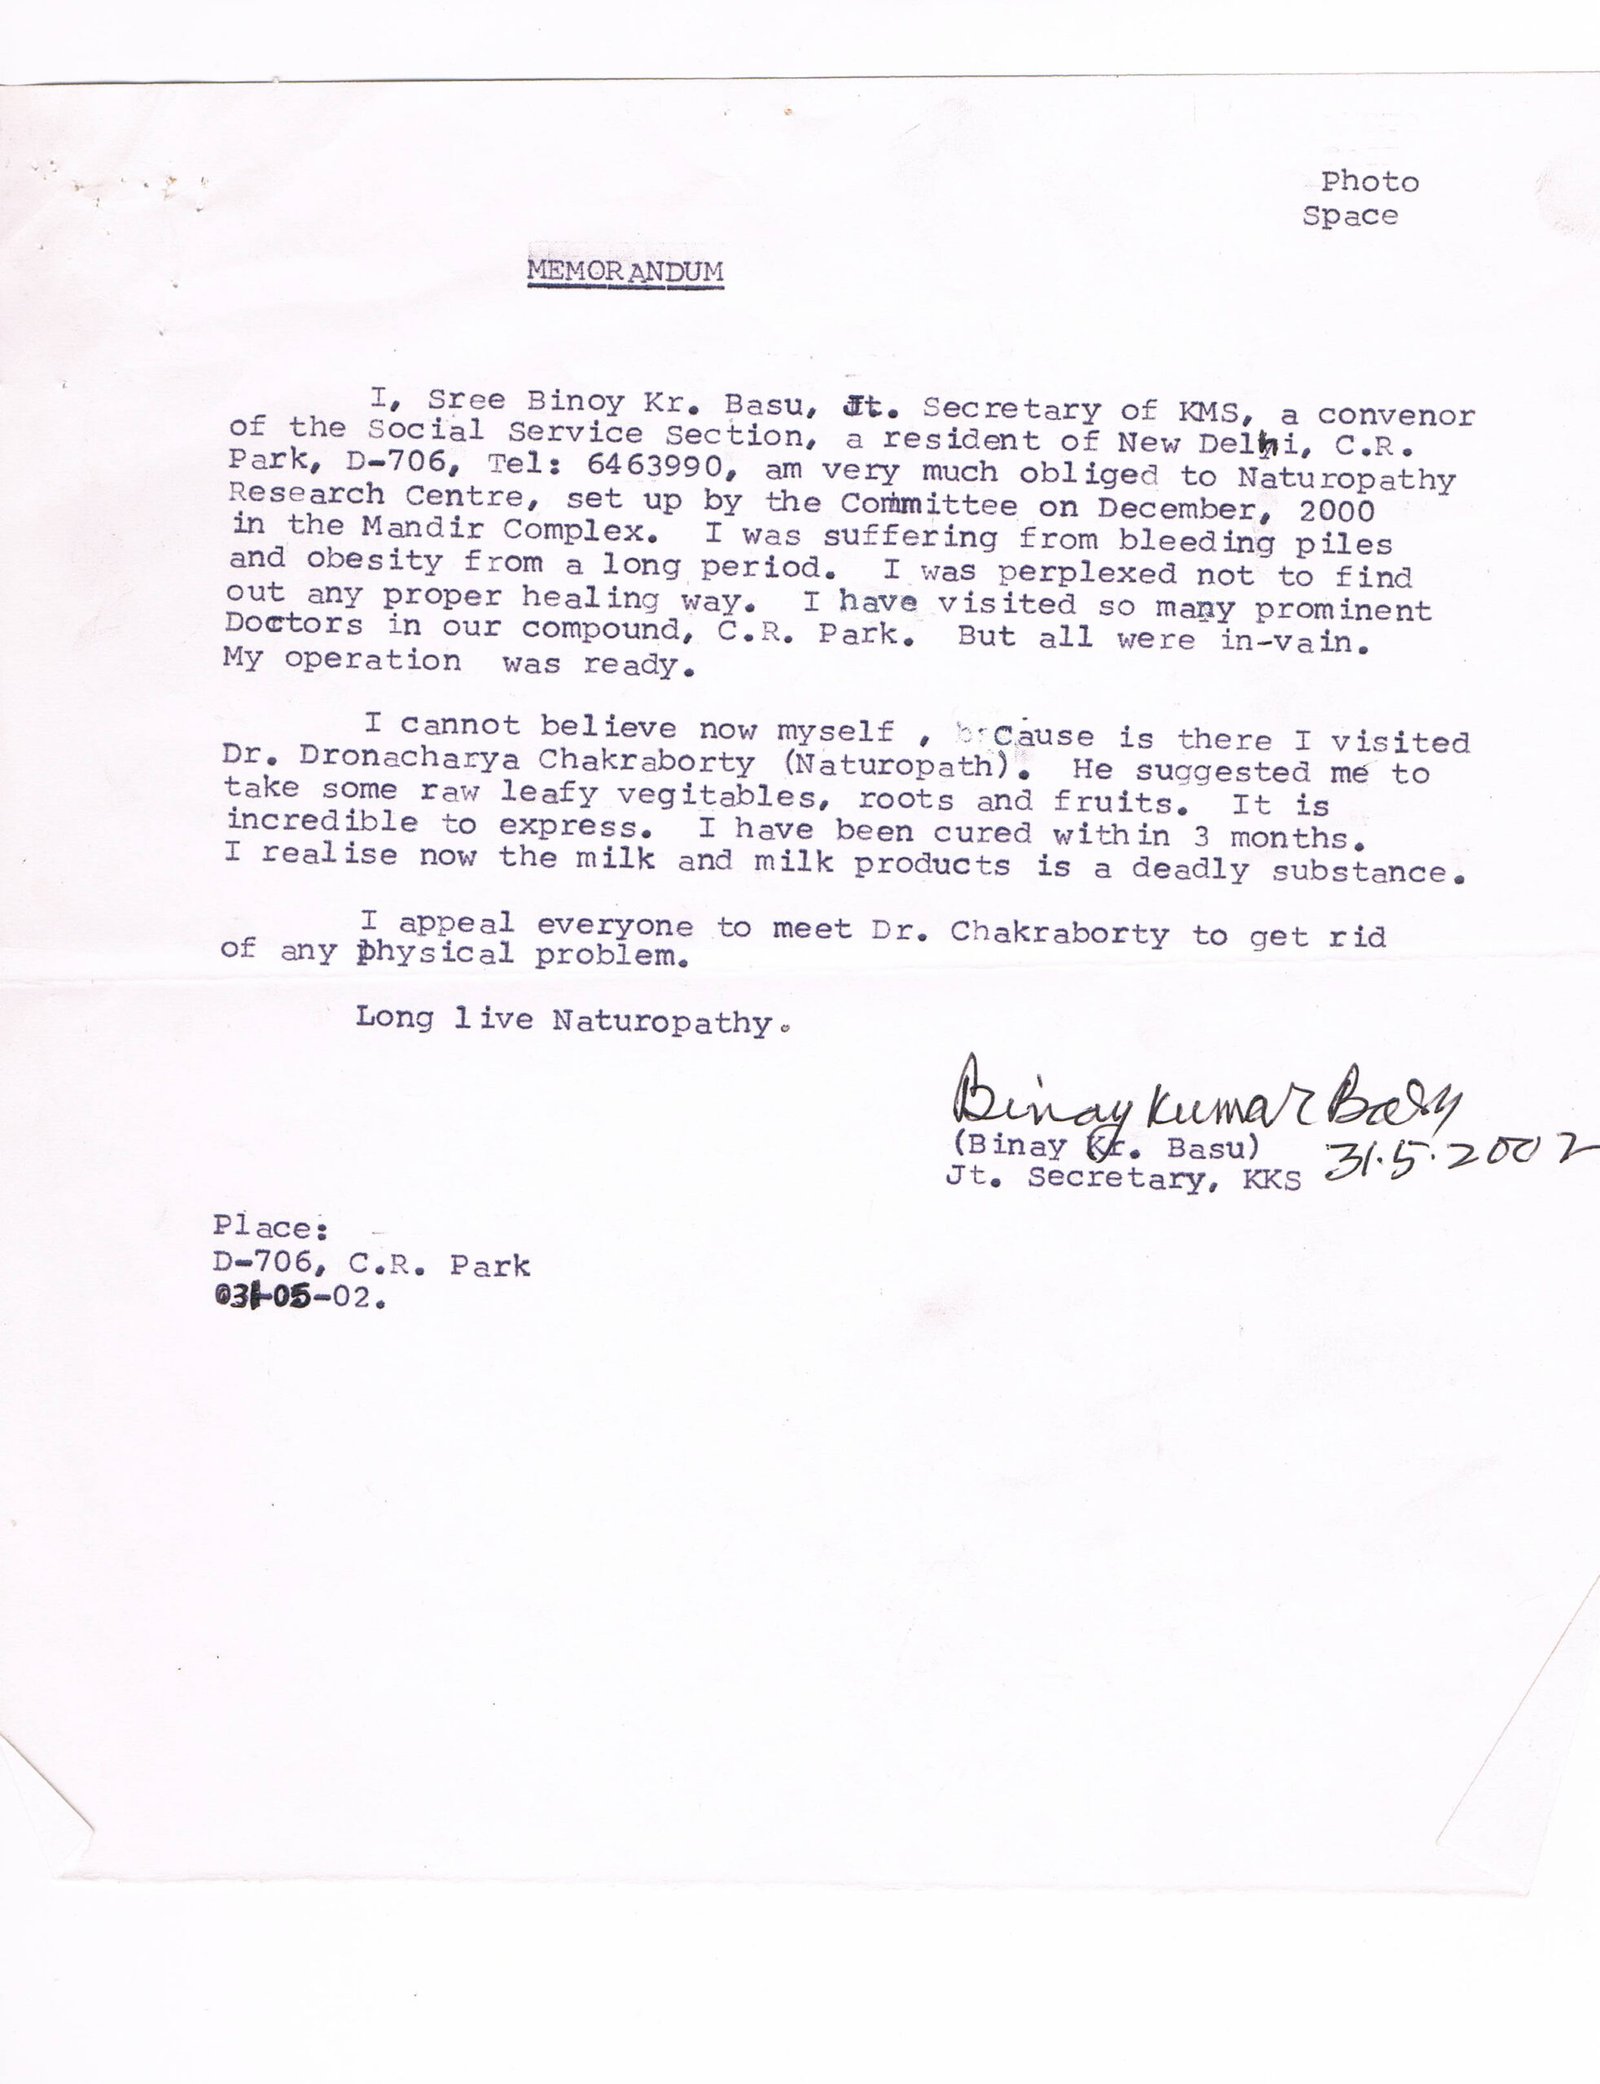 Photo
Space
MEMORANDUM
I, Sree Binoy Kr. Basu, Jt. Secretary of KMS, a convenor
of the Social Service Section, a resident of New Delhi, C.R.
Park, D-706, Tel: 6463990, am very much obliged to Naturopathy
Research Centre, set up by the Committee on December, 2000
in the Mandir Complex. I was suffering from bleeding piles
and obesity from a long period. I was perplexed not to find
out any proper healing way. I have visited so many prominent
Doctors in our compound, C.R. Park. But all were in-vain.
My operation was ready.
I cannot believe now myself , because is there I visited
Dr. Dronacharya Chakraborty (Naturopath). He suggested me to
take some raw leafy vegitables, roots and fruits. It is
incredible to express. I have been cured within 3 months.
I realise now the milk and milk products is a deadly substance.
I appeal everyone to meet Dr. Chakraborty to get rid
of any physical problem.
Long live Naturopathy.
Binay Kumar Basu
(Binay Kr. Basu) 31.5.2002
Jt. Secretary, KKS
Place:
D-706, C.R. Park
31-05-02.